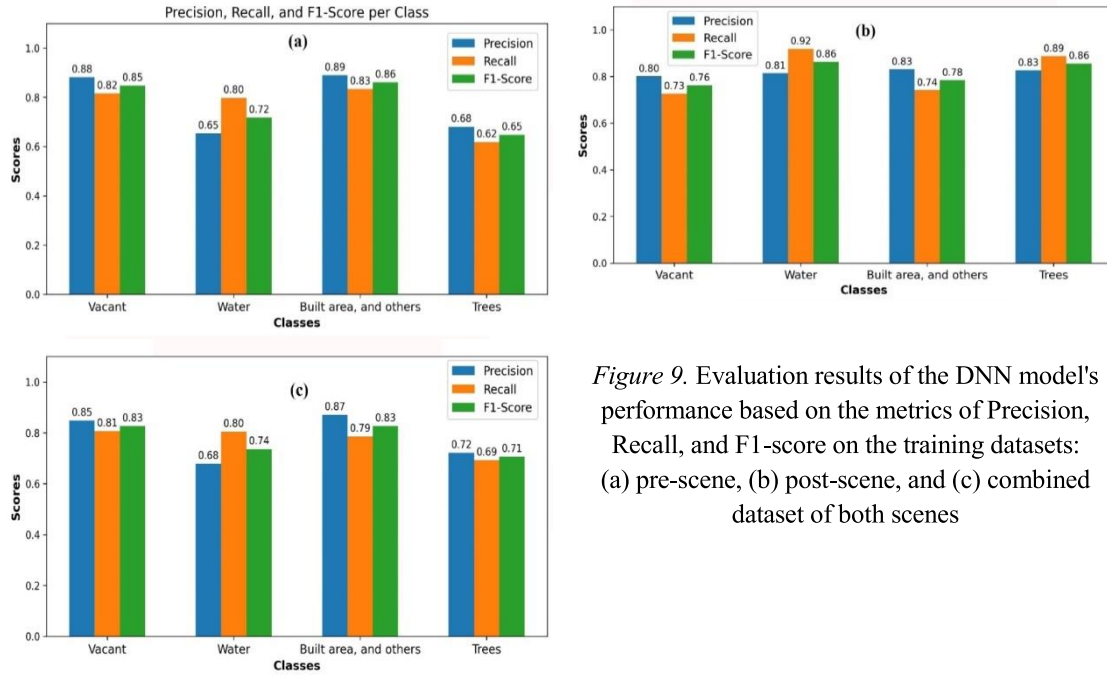 Precision, Recall, and F1-Score per Class
(a)
Precision
Recall
F1-Score
1.0
0.8
0.6
0.4
0.2
0.0
Scores
0.88 0.82 0.85
0.65 0.80 0.72
0.89 0.83 0.86
0.68 0.62 0.65
Vacant Water Built area, and others Trees
Classes
(b)
Precision
Recall
F1-Score
1.0
0.8
0.6
0.4
0.2
0.0
Scores
0.80 0.73 0.76
0.81 0.92 0.86
0.83 0.74 0.78
0.83 0.89 0.86
Vacant Water Built area, and others Trees
Classes
(c)
Precision
Recall
F1-Score
1.0
0.8
0.6
0.4
0.2
0.0
Scores
0.85 0.81 0.83
0.68 0.80 0.74
0.87 0.79 0.83
0.72 0.69 0.71
Vacant Water Built area, and others Trees
Classes
Figure 9. Evaluation results of the DNN model's
performance based on the metrics of Precision,
Recall, and F1-score on the training datasets:
(a) pre-scene, (b) post-scene, and (c) combined
dataset of both scenes